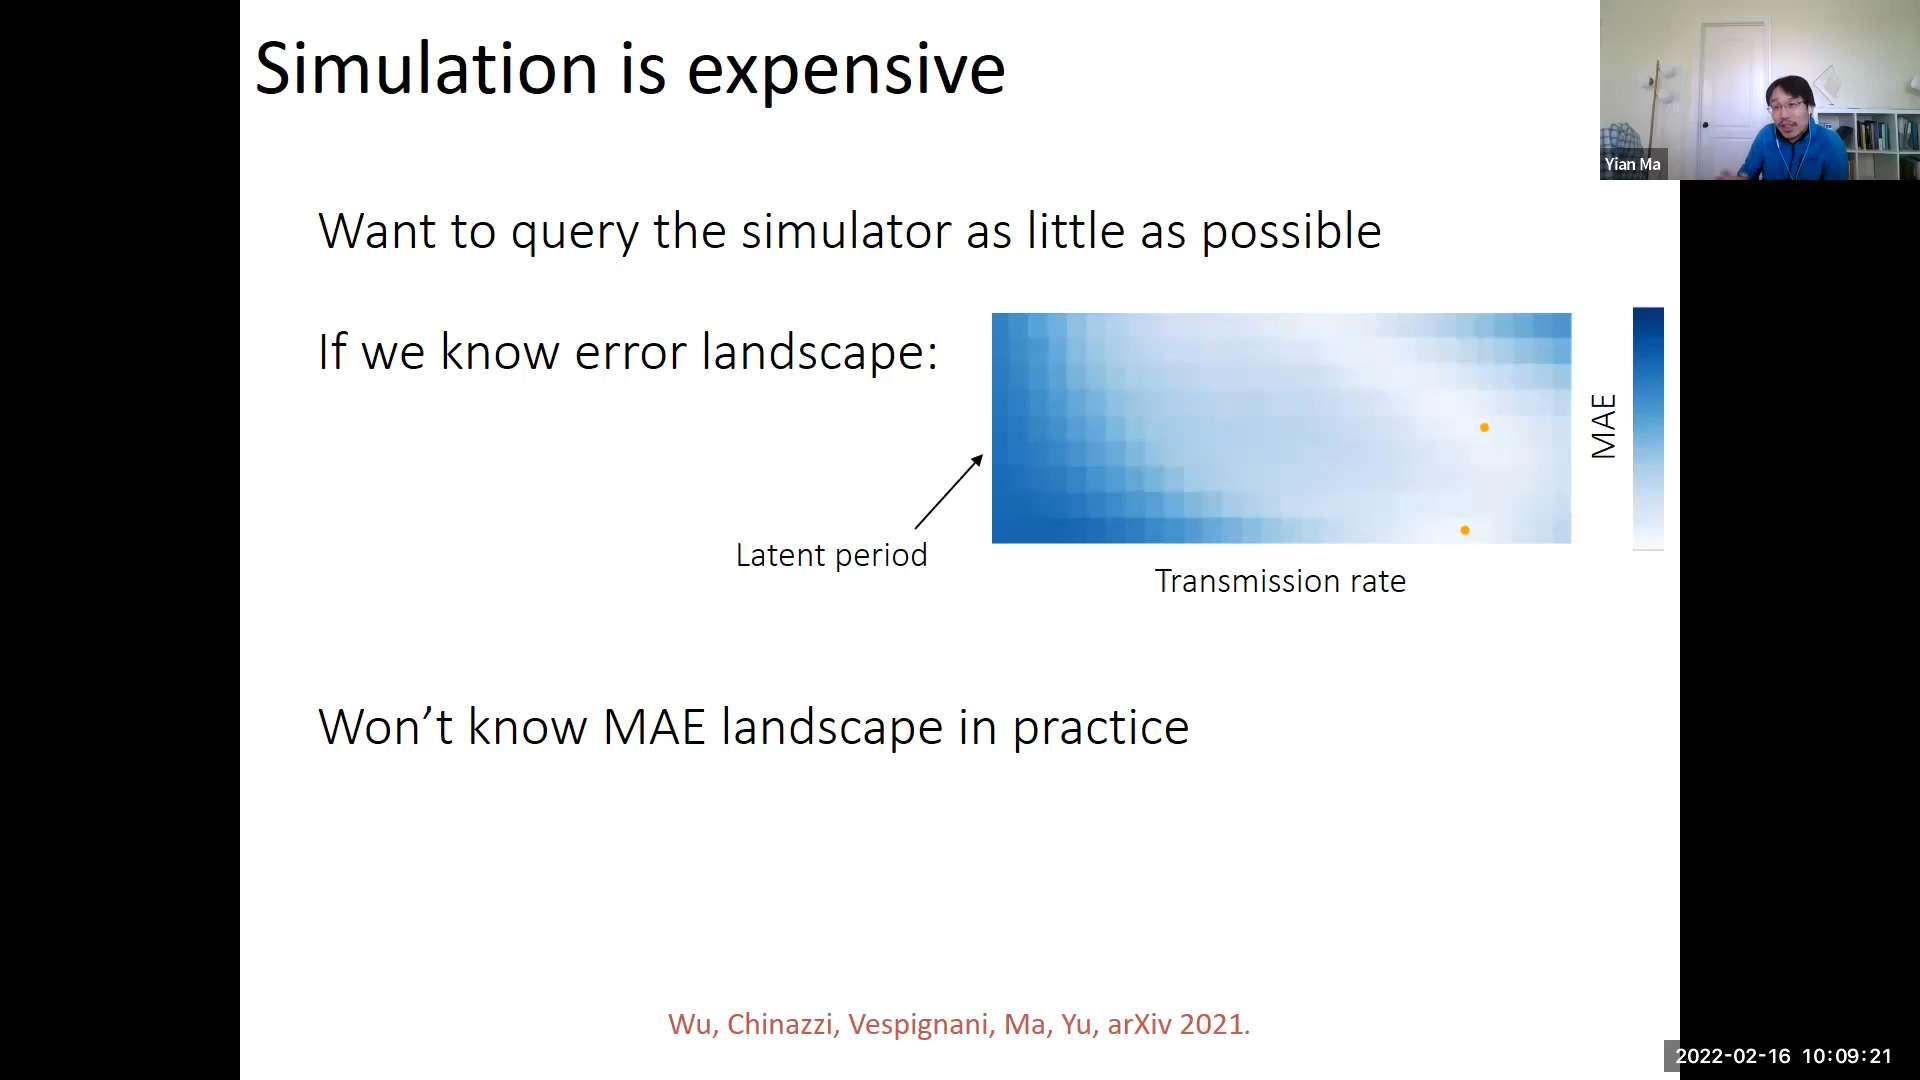 Simulation is expensive
Yian Ma
Want to query the simulator as little as possible
If we know error landscape:
MAE
Latent period
Transmission rate
Won’t know MAE landscape in practice
Wu, Chinazzi, Vespignani, Ma, Yu, arXiv 2021.
2022-02-16 10:09:21